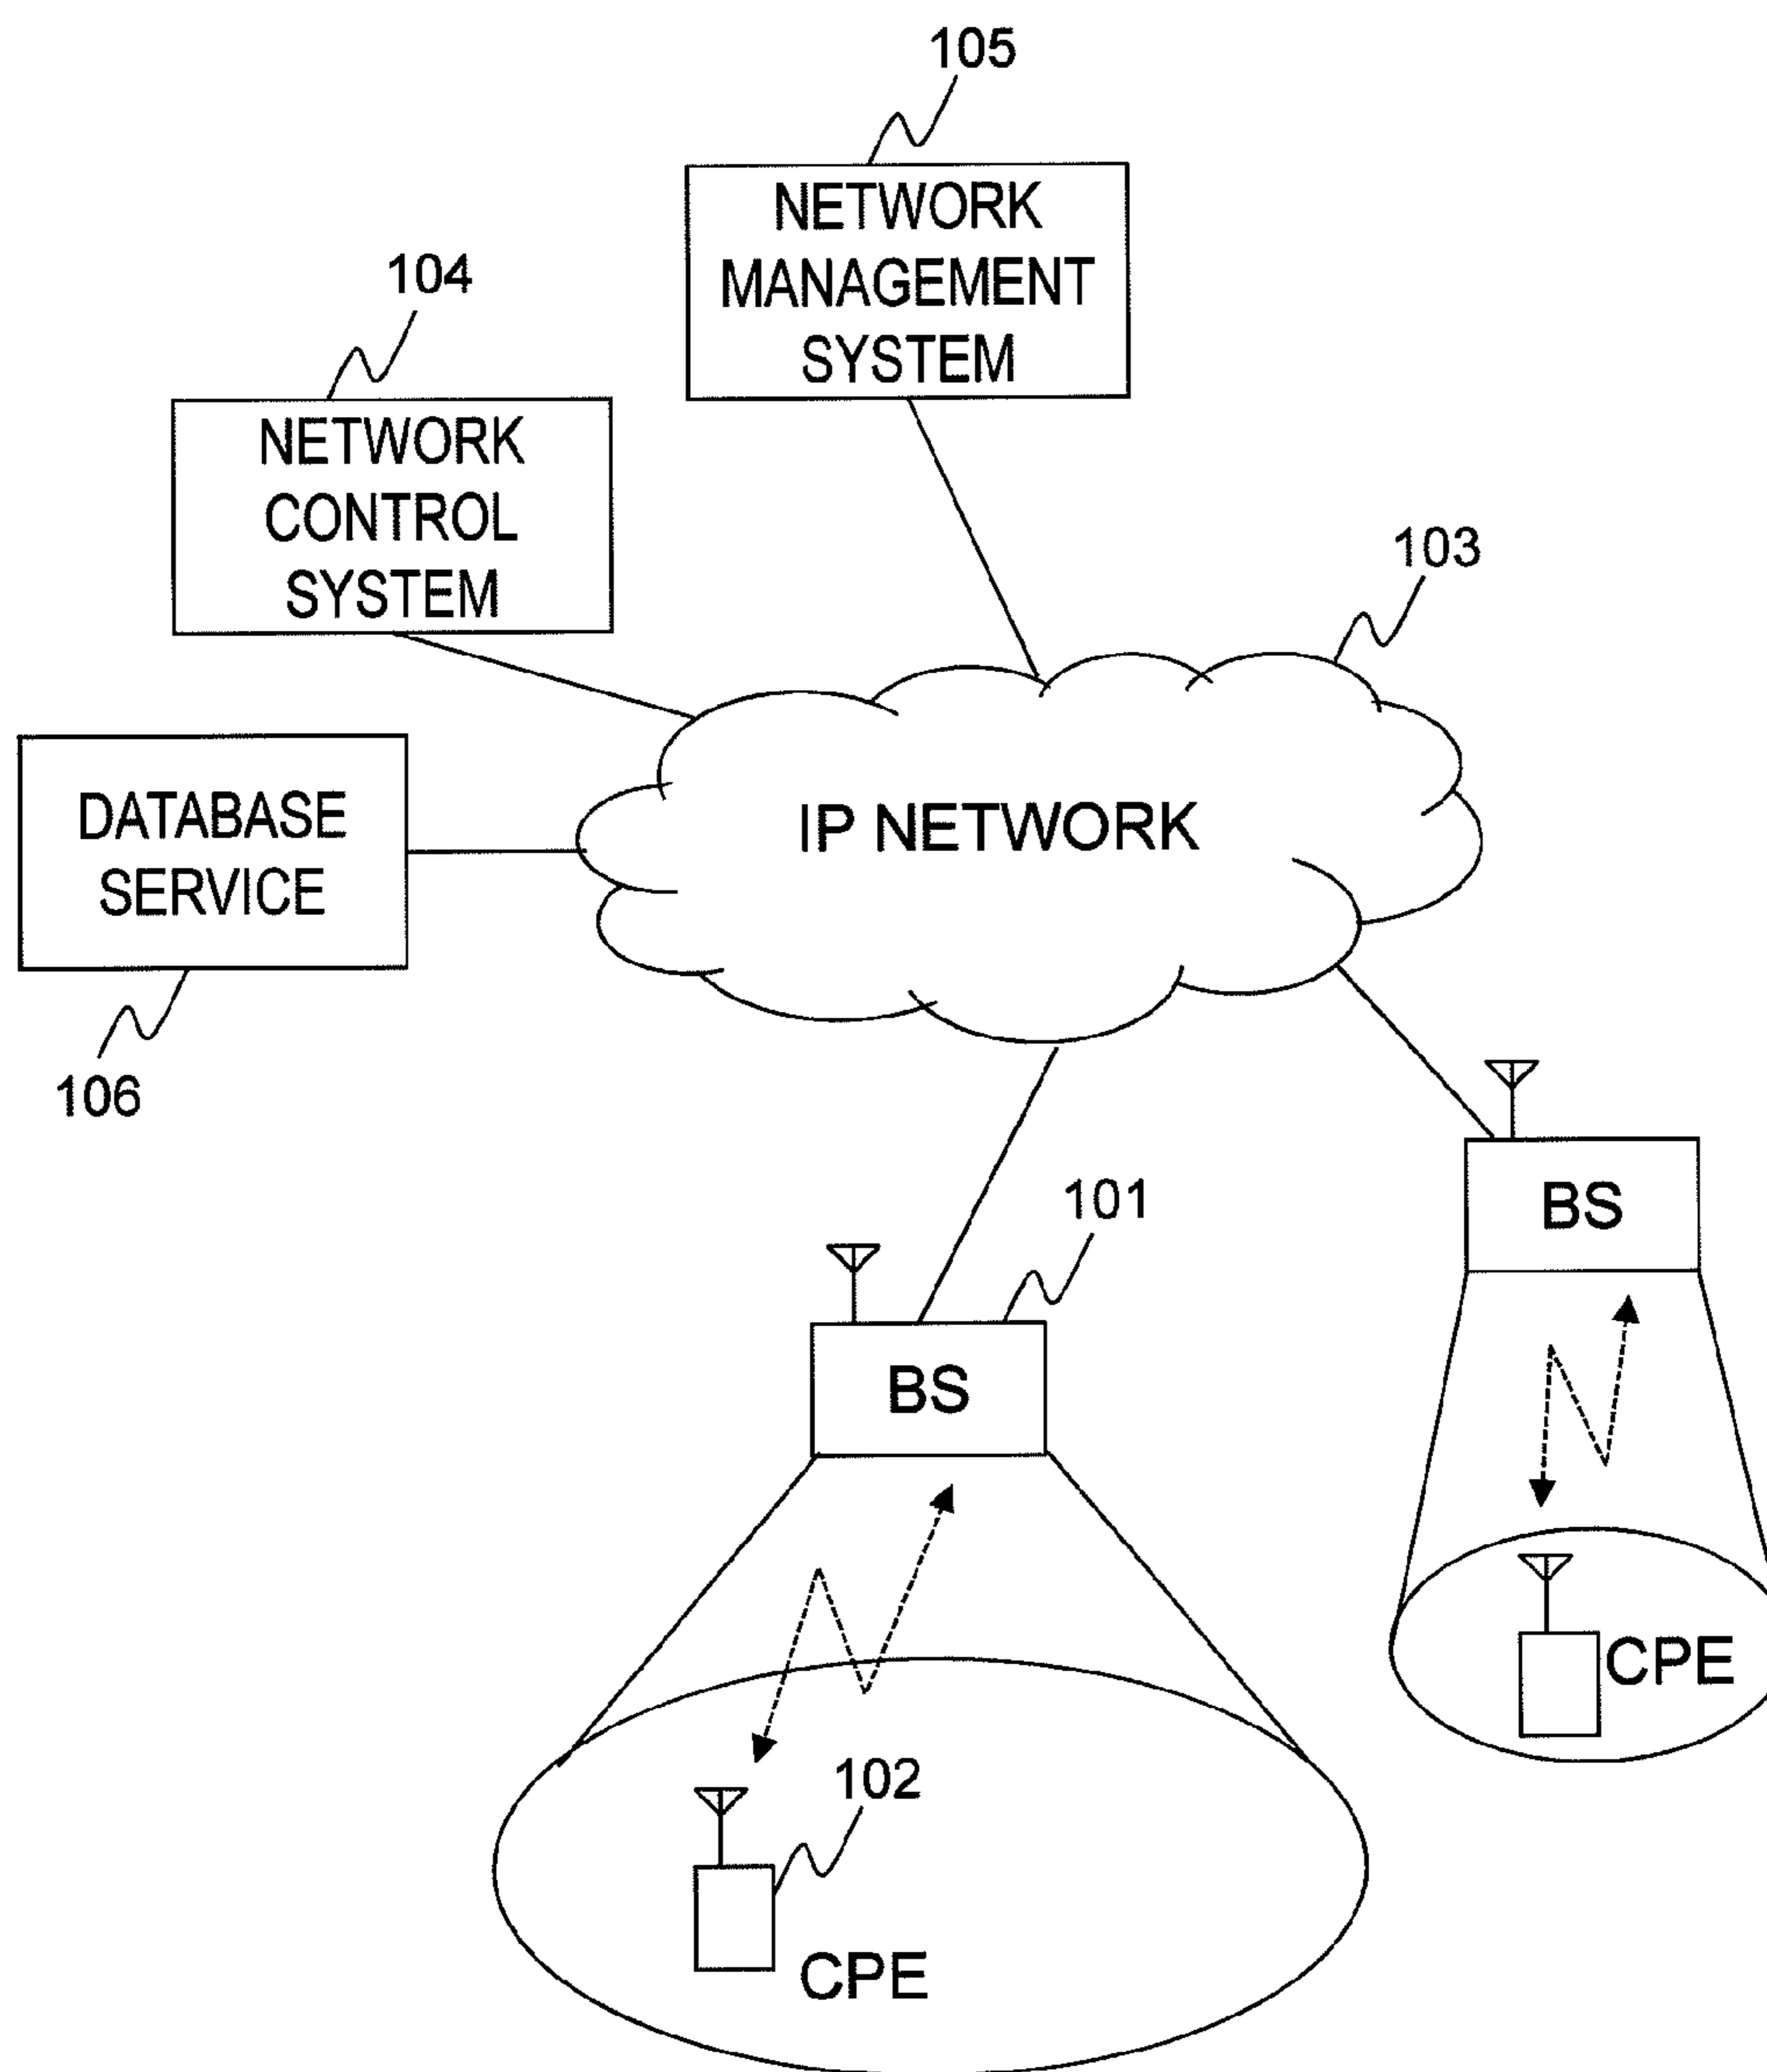 105
NETWORK
MANAGEMENT
SYSTEM
104
NETWORK
CONTROL
SYSTEM
103
IP NETWORK
DATABASE
SERVICE
106
BS
101
BS
CPE
102
CPE